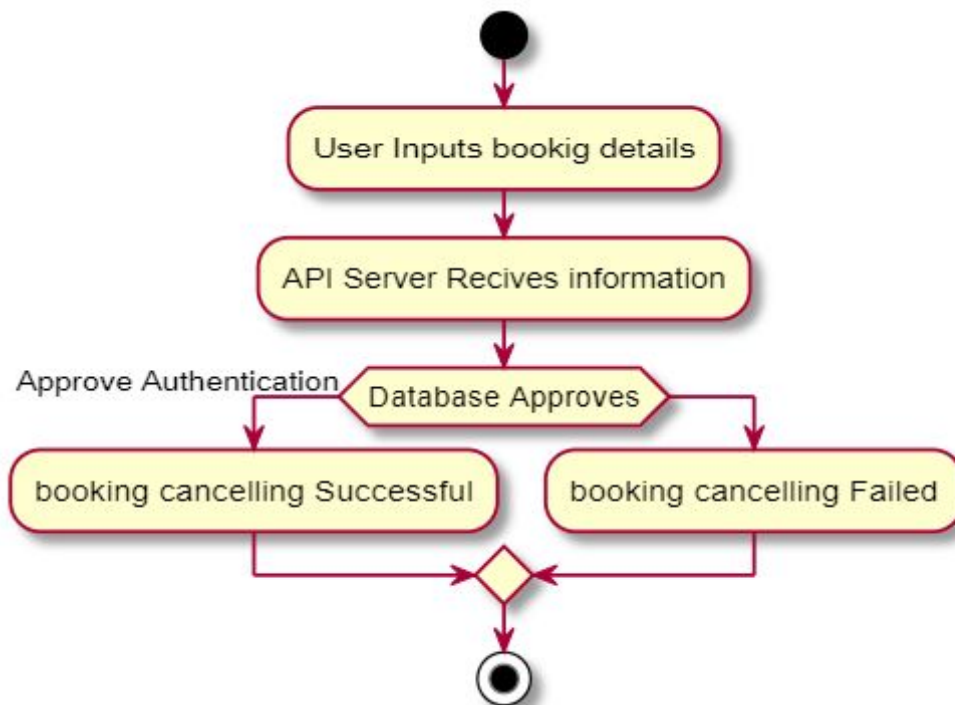 User Inputs bookig details
API Server Recives information
Approve Authentication
Database Approves
booking cancelling Successful
booking cancelling Failed